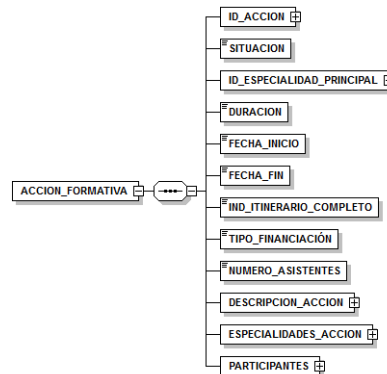 ID_ACCION
SITUACION
ID_ESPECIALIDAD_PRINCIPAL
DURACION
FECHA_INICIO
FECHA_FIN
ACCION_FORMATIVA
IND_ITINERARIO_COMPLETO
TIPO_FINANCIACIÓN
NUMERO_ASISTENTES
DESCRIPCION_ACCION
ESPECIALIDADES_ACCION
PARTICIPANTES